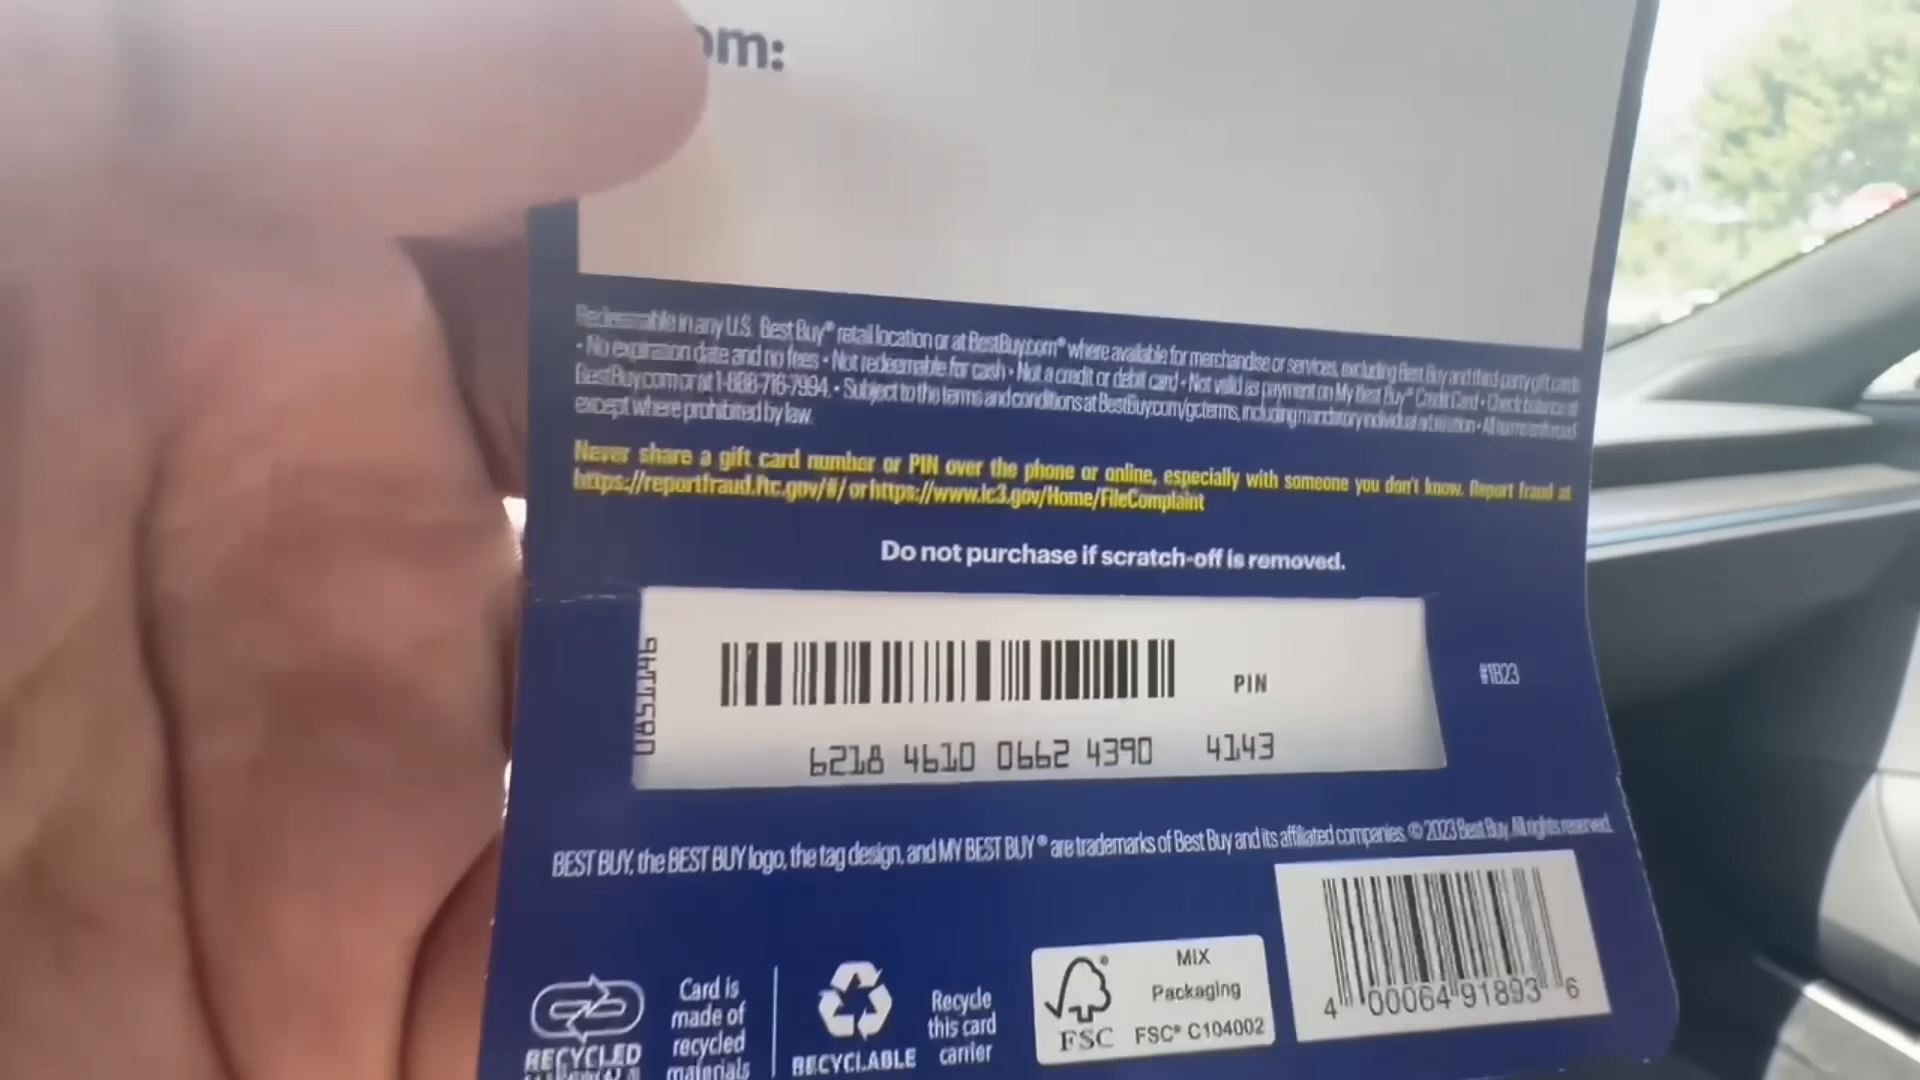 om:
Redeemable in any U.S. Best Buy® retail location or at BestBuy.com® where available for merchandise or services, excluding Best Buy and third-party gift cards
• No expiration date and no fees • Not redeemable for cash • Not a credit or debit card • Not valid as payment on My Best Buy® Credit Card • Check balance at
BestBuy.com or at 1-888-716-7994. • Subject to the terms and conditions at BestBuy.com/gcterms, including mandatory individual arbitration • All terms enforced
except where prohibited by law.
Never share a gift card number or PIN over the phone or online, especially with someone you don't know. Report fraud at
https://reportfraud.ftc.gov/#/ or https://www.ic3.gov/Home/FileComplaint
Do not purchase if scratch-off is removed.
0851146
PIN
6218 4610 0662 4390 4143
#1B23
BEST BUY, the BEST BUY logo, the tag design, and MY BEST BUY® are trademarks of Best Buy and its affiliated companies. © 2023 Best Buy. All rights reserved.
RECYCLED
Card is
made of
recycled
materials
RECYCLABLE
Recycle
this card
carrier
FSC
MIX
Packaging
FSC® C104002
4 00064 91893 6